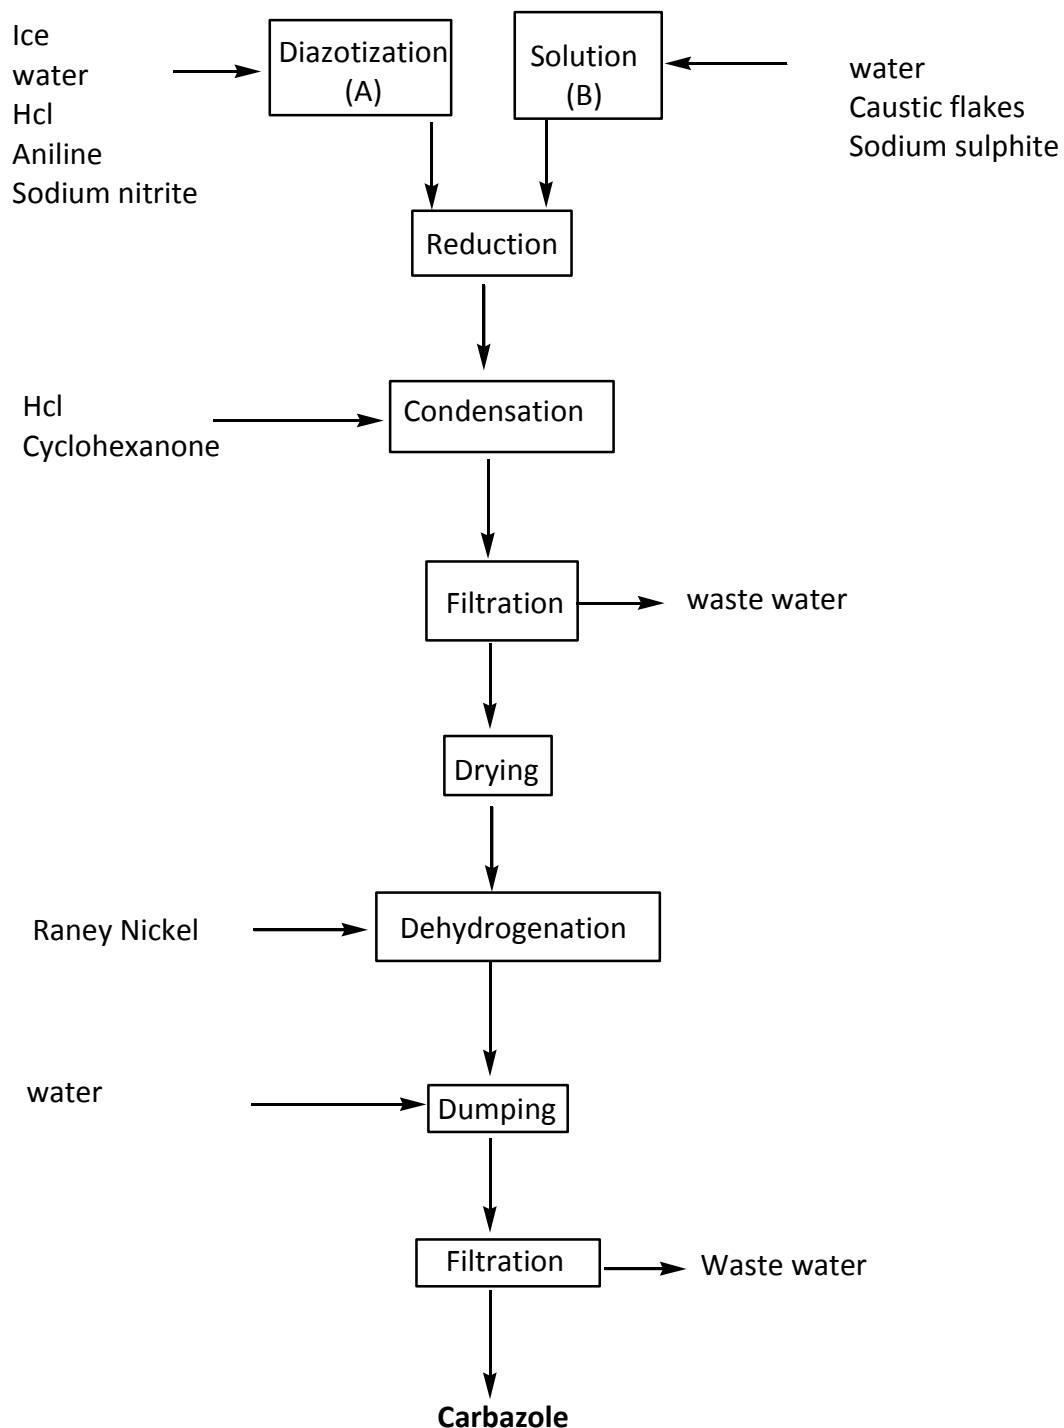 Ice
water
Hcl
Aniline
Sodium nitrite
Diazotization
(A)
Solution
(B)
water
Caustic flakes
Sodium sulphite
Reduction
Hcl
Cyclohexanone
Condensation
Filtration
waste water
Drying
Raney Nickel
Dehydrogenation
water
Dumping
Filtration
Waste water
Carbazole